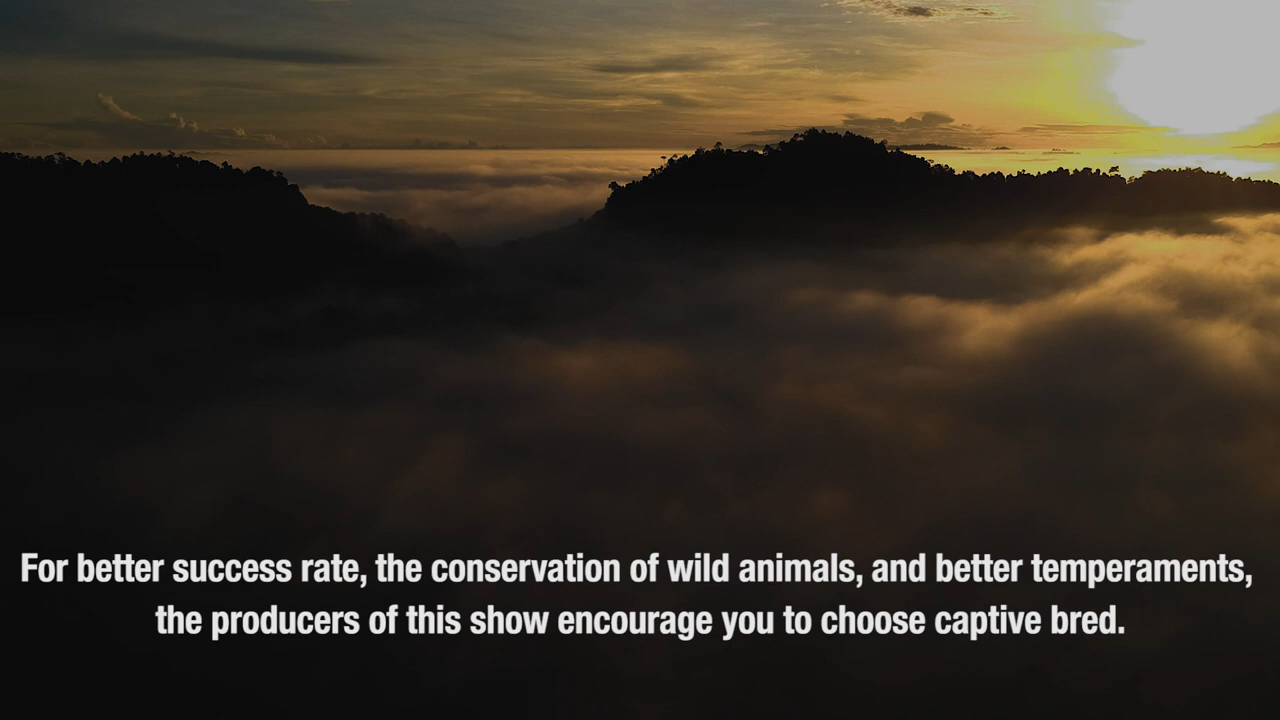 For better success rate, the conservation of wild animals, and better temperaments,
the producers of this show encourage you to choose captive bred.